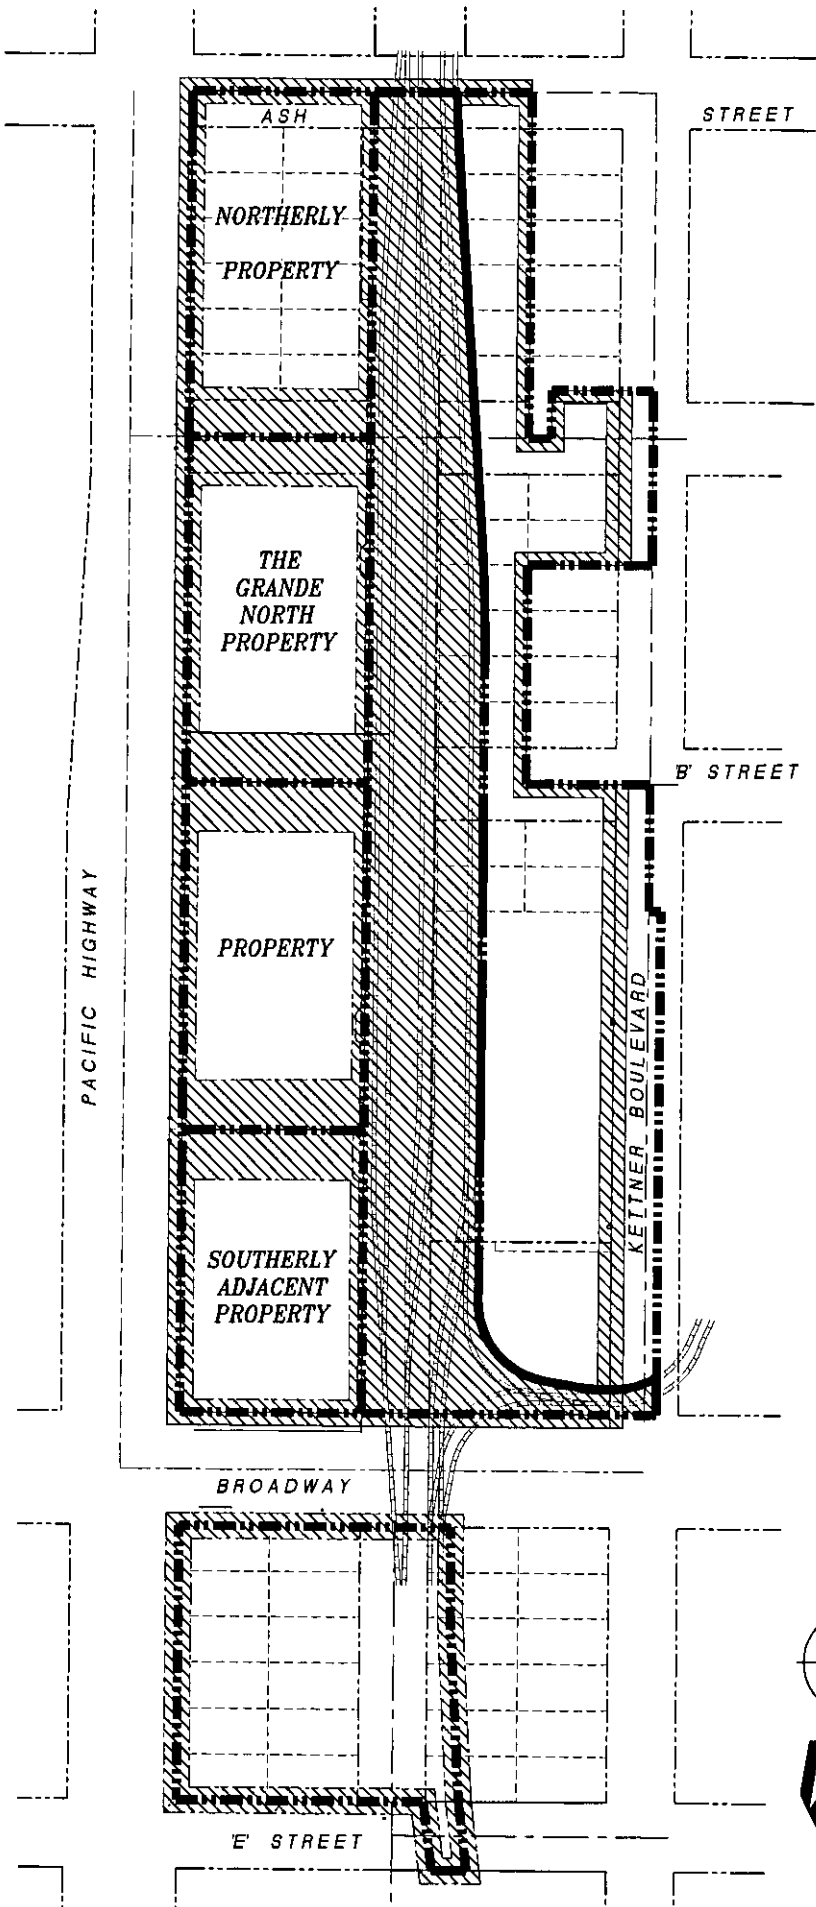 ASH
STREET
NORTHERLY
PROPERTY
THE
GRANDE
NORTH
PROPERTY
'B' STREET
PACIFIC HIGHWAY
PROPERTY
KETTNER BOULEVARD
SOUTHERLY
ADJACENT
PROPERTY
BROADWAY
'E' STREET